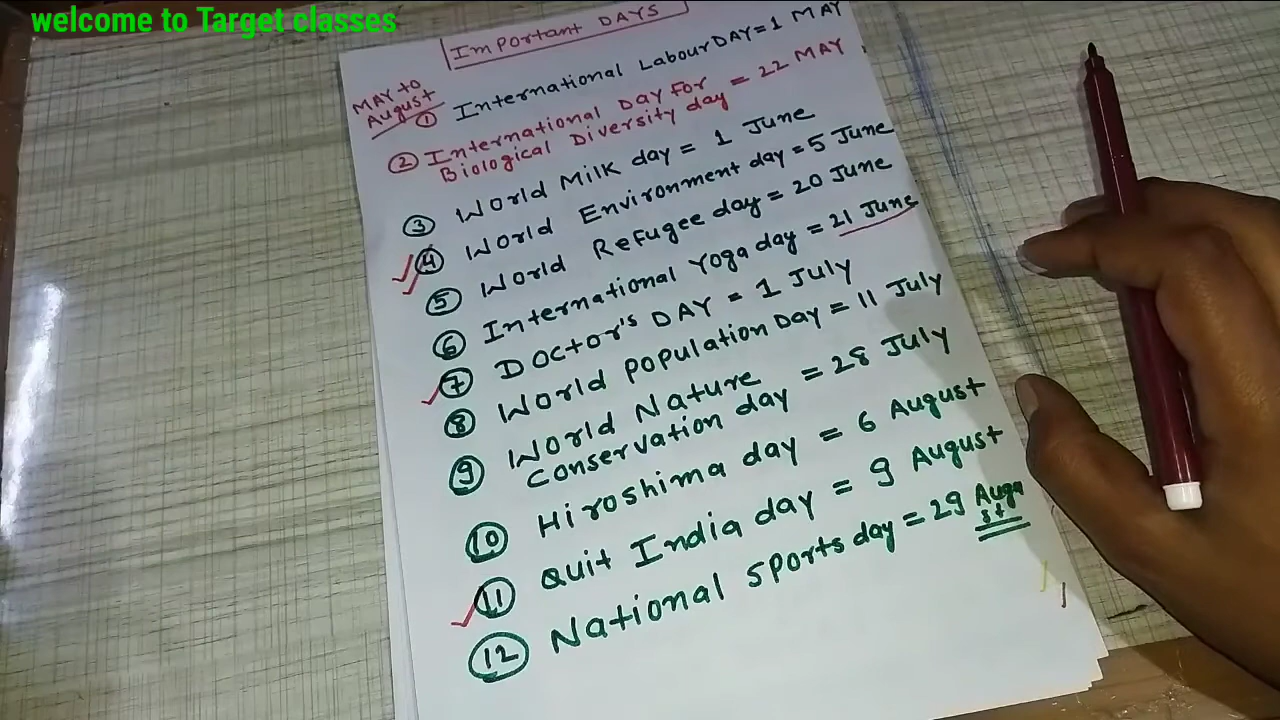 welcome to Target classes
Important DAYS
MAY to
August
① International Labour DAY = 1 MAY
② International Day For
Biological Diversity day = 22 MAY
③ World Milk day = 1 June
④ World Environment day = 5 June
⑤ World Refugee day = 20 June
⑥ International Yoga day = 21 June
⑦ Doctor's DAY = 1 July
⑧ World Population Day = 11 July
⑨ World Nature
Conservation day = 28 July
⑩ Hiroshima day = 6 August
⑪ Quit India day = 9 August
⑫ National Sports day = 29 Augu
st